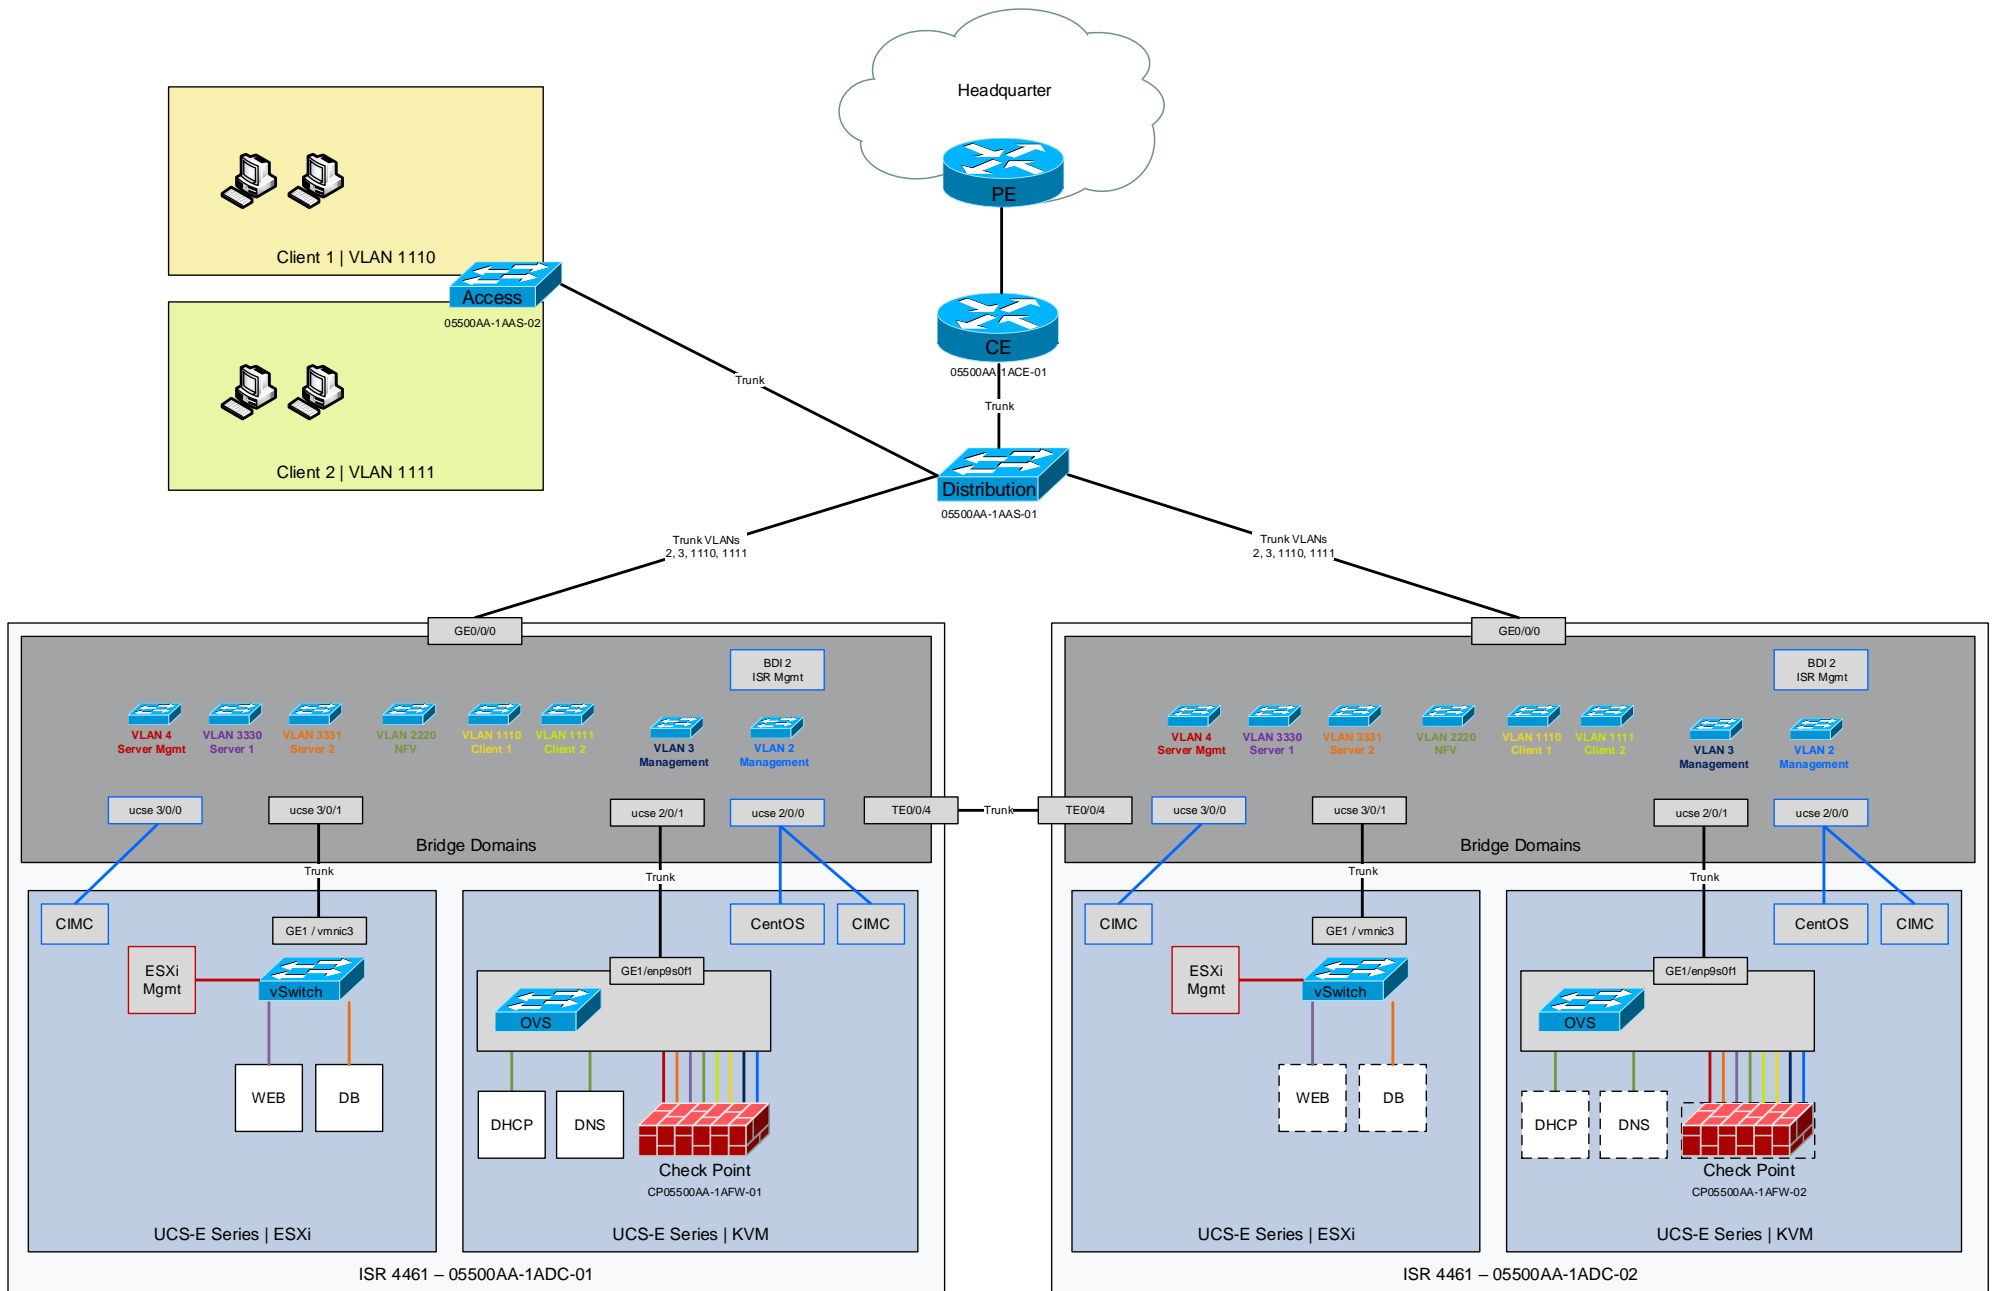 Headquarter
PE
Client 1 | VLAN 1110
Access
05500AA-1AAS-02
Client 2 | VLAN 1111
CE
05500AA-1ACE-01
Trunk
Trunk
Distribution
05500AA-1AAS-01
Trunk VLANs
2, 3, 1110, 1111
Trunk VLANs
2, 3, 1110, 1111
GE0/0/0
BDI 2
ISR Mgmt
VLAN 4
Server Mgmt
VLAN 3330
Server 1
VLAN 3331
Server 2
VLAN 2220
NFV
VLAN 1110
Client 1
VLAN 1111
Client 2
VLAN 3
Management
VLAN 2
Management
ucse 3/0/0
ucse 3/0/1
ucse 2/0/1
ucse 2/0/0
TE0/0/4
Bridge Domains
Trunk
Trunk
Trunk
CIMC
GE1 / vmnic3
ESXi
Mgmt
vSwitch
WEB
DB
UCS-E Series | ESXi
CentOS
CIMC
GE1/enp9s0f1
OVS
DHCP
DNS
Check Point
CP05500AA-1AFW-01
UCS-E Series | KVM
ISR 4461 – 05500AA-1ADC-01
GE0/0/0
BDI 2
ISR Mgmt
VLAN 4
Server Mgmt
VLAN 3330
Server 1
VLAN 3331
Server 2
VLAN 2220
NFV
VLAN 1110
Client 1
VLAN 1111
Client 2
VLAN 3
Management
VLAN 2
Management
TE0/0/4
ucse 3/0/0
ucse 3/0/1
ucse 2/0/1
ucse 2/0/0
Bridge Domains
Trunk
Trunk
CIMC
GE1 / vmnic3
ESXi
Mgmt
vSwitch
WEB
DB
UCS-E Series | ESXi
CentOS
CIMC
GE1/enp9s0f1
OVS
DHCP
DNS
Check Point
CP05500AA-1AFW-02
UCS-E Series | KVM
ISR 4461 – 05500AA-1ADC-02